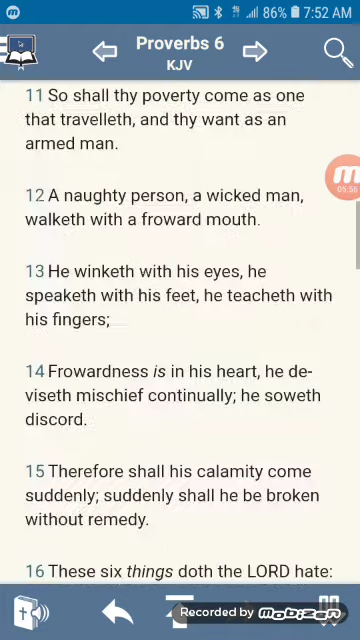 86% 7:52 AM
Proverbs 6
KJV
11 So shall thy poverty come as one
that travelleth, and thy want as an
armed man.
05:56
12 A naughty person, a wicked man,
walketh with a froward mouth.
13 He winketh with his eyes, he
speaketh with his feet, he teacheth with
his fingers;
14 Frowardness is in his heart, he de-
viseth mischief continually; he soweth
discord.
15 Therefore shall his calamity come
suddenly; suddenly shall he be broken
without remedy.
16 These six things doth the LORD hate:
Recorded by mobizen